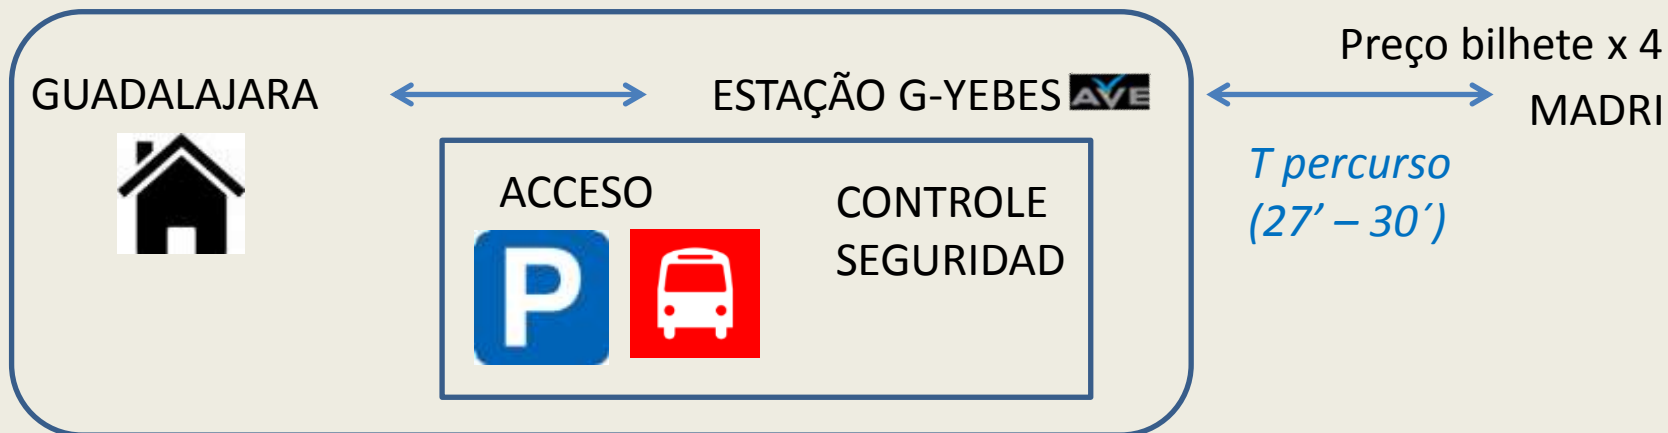 Preço bilhete x 4
GUADALAJARA
ESTAÇÃO G-YEBES AVE
MADRI
T percurso
(27’ – 30´)
ACCESO
CONTROLE
SEGURIDAD
P